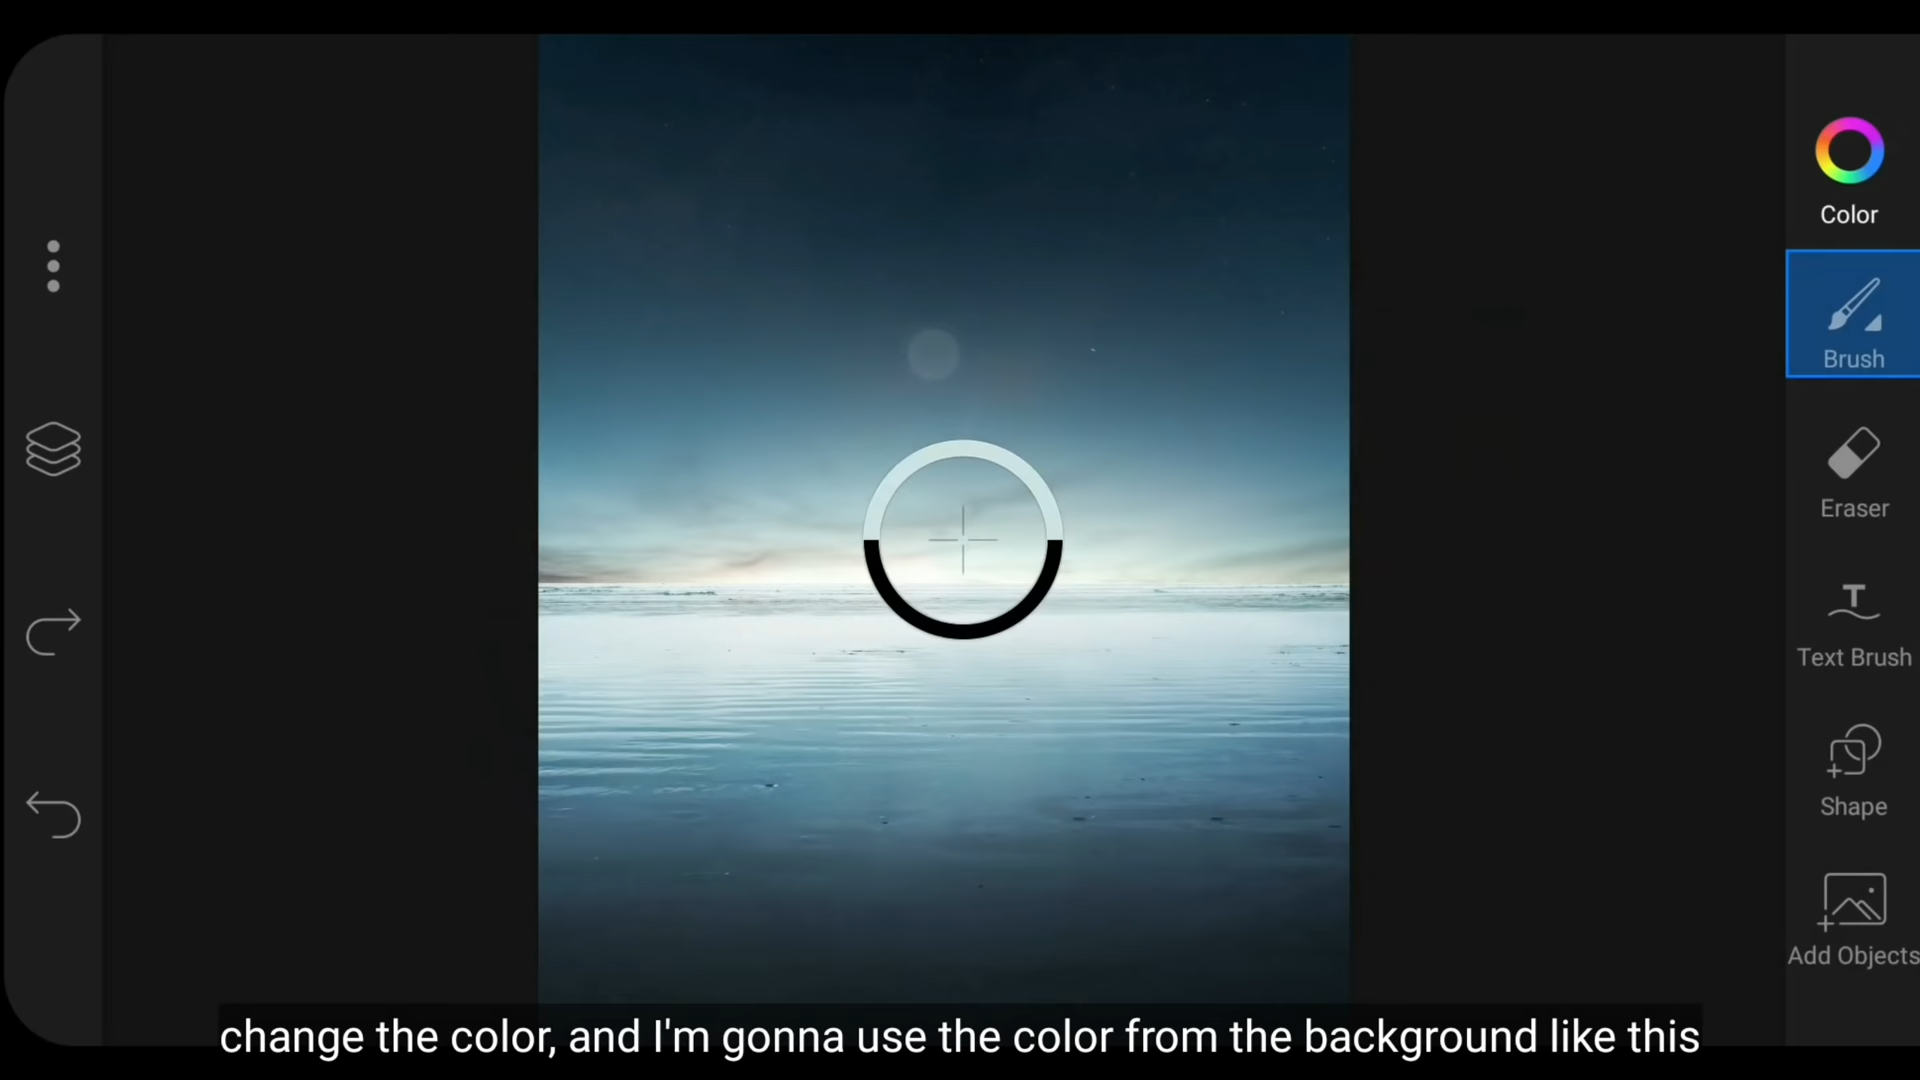 Color
Brush
Eraser
Text Brush
Shape
Add Objects
change the color, and I'm gonna use the color from the background like this